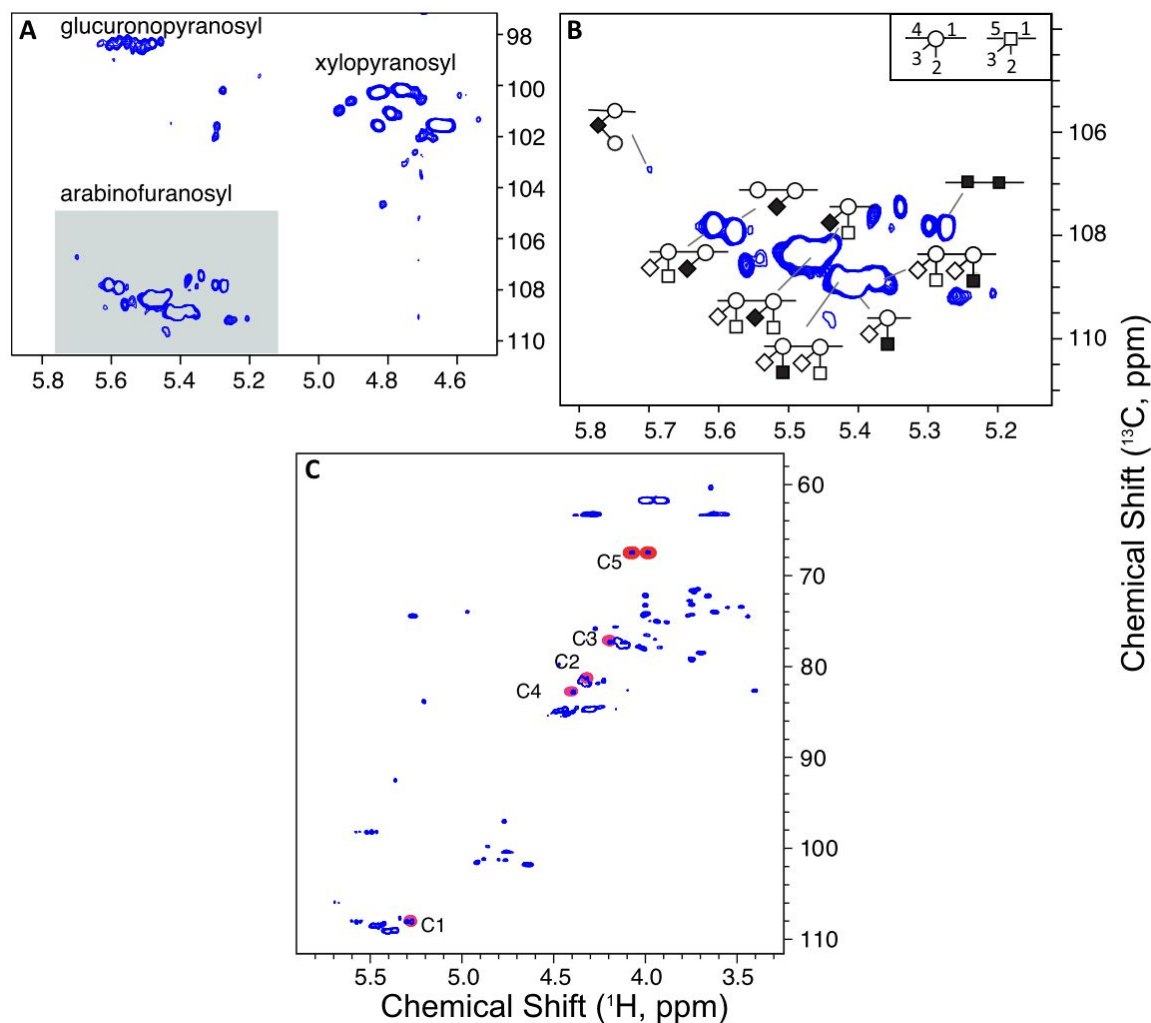 A
glucuronopyranosyl
xylopyranosyl
arabinofuranosyl
98
100
102
104
106
108
110
5.8 5.6 5.4 5.2 5.0 4.8 4.6
B
4 1 5 1
3 2 3 2
106
108
110
5.8 5.7 5.6 5.5 5.4 5.3 5.2
C
C5
C3
C2
C4
C1
60
70
80
90
100
110
5.5 5.0 4.5 4.0 3.5
Chemical Shift (¹H, ppm)
Chemical Shift (¹³C, ppm)